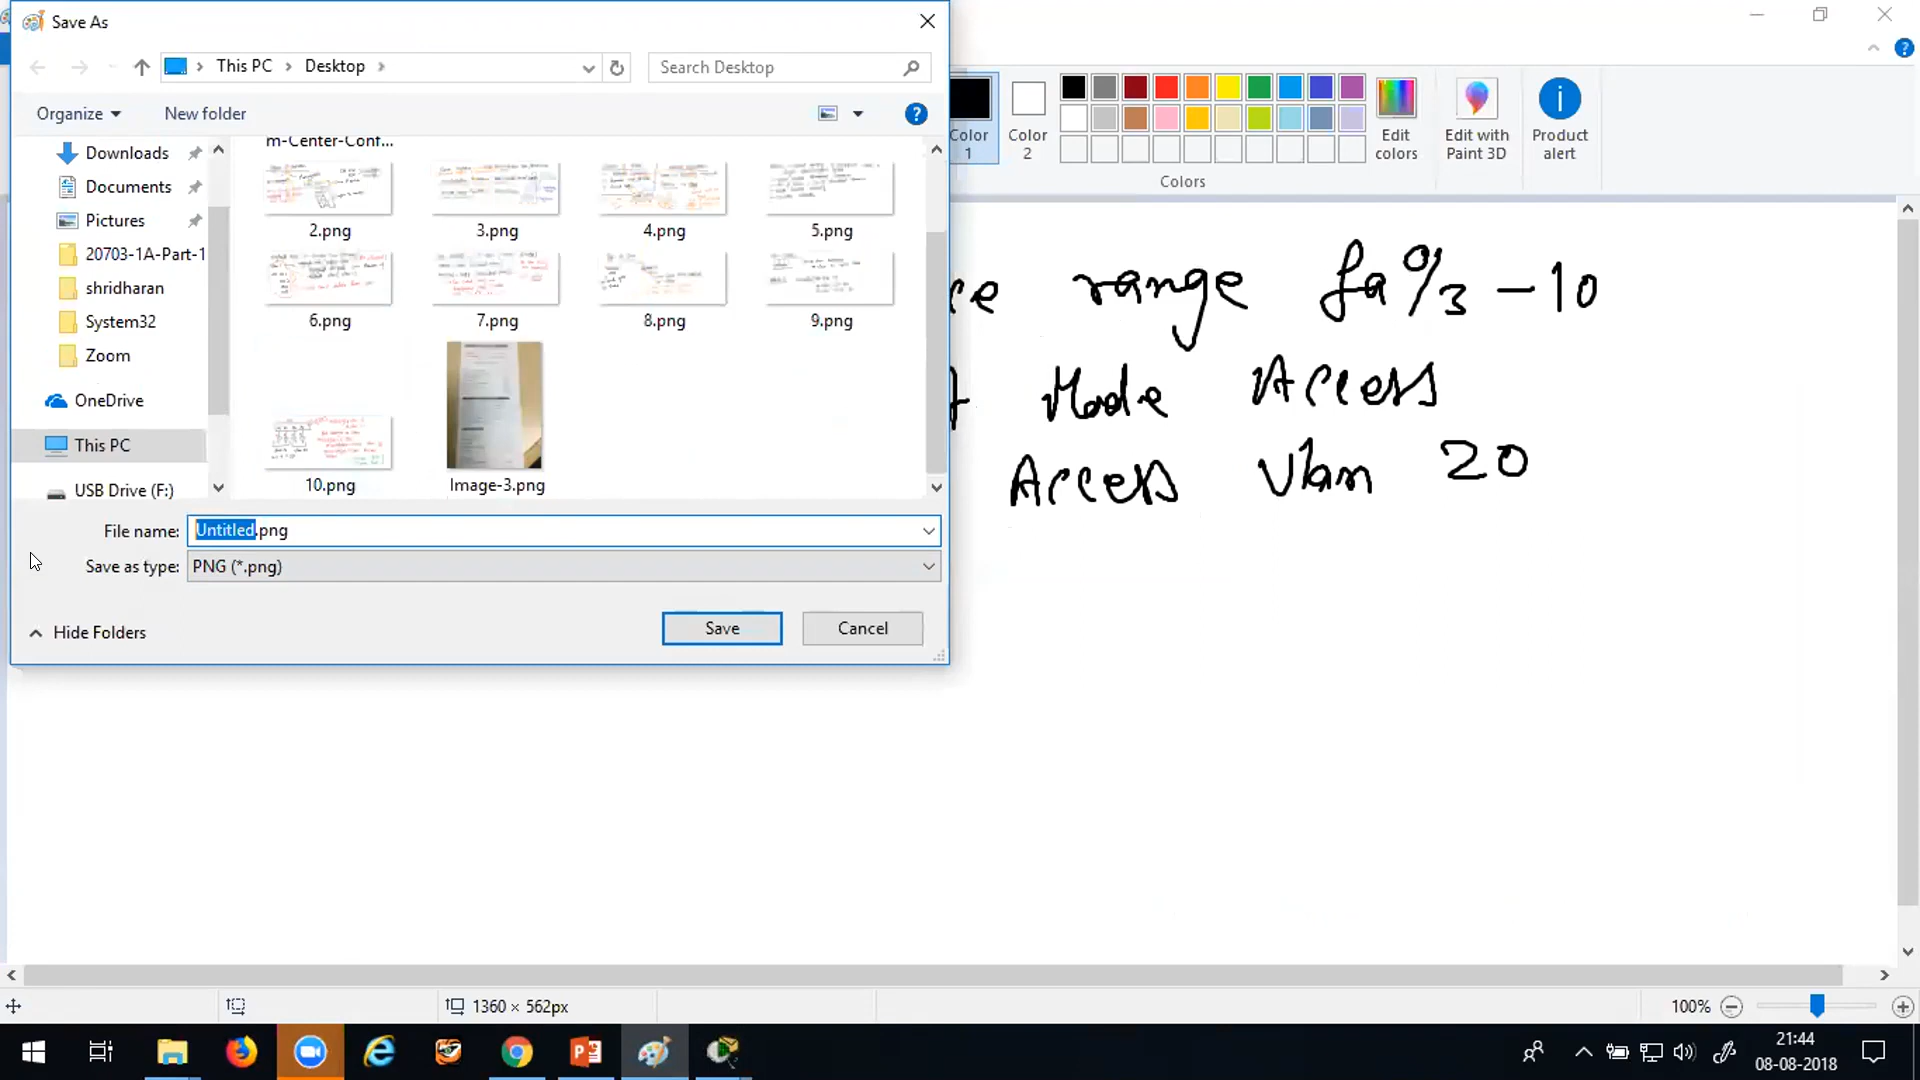 Save As
This PC > Desktop >
Search Desktop
Organize
New folder
Downloads
Documents
Pictures
20703-1A-Part-1
shridharan
System32
Zoom
OneDrive
This PC
USB Drive (F:)
m-Center-Conf...
2.png
3.png
4.png
5.png
6.png
7.png
8.png
9.png
10.png
Image-3.png
File name:
Untitled.png
Save as type:
PNG (*.png)
Hide Folders
Save
Cancel
Color 1
Color 2
Edit colors
Edit with Paint 3D
Product alert
Colors
ce range fa0/3 - 10
Mode Access
Access vlan 20
1360 × 562px
100%
21:44
08-08-2018